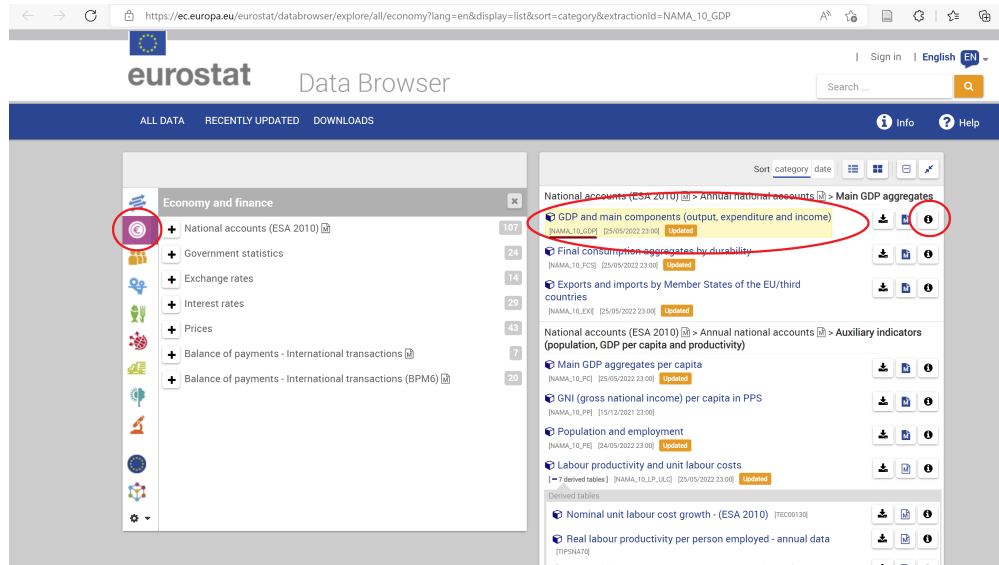 https://ec.europa.eu/eurostat/databrowser/explore/all/economy?lang=en&display=list&sort=category&extractionId=NAMA_10_GDP
| Sign in | English EN
eurostat Data Browser
Search ...
ALL DATA RECENTLY UPDATED DOWNLOADS
Info Help
Sort category date
Economy and finance
National accounts (ESA 2010) 107
Government statistics 24
Exchange rates 14
Interest rates 29
Prices 43
Balance of payments - International transactions 7
Balance of payments - International transactions (BPM6) 20
National accounts (ESA 2010) > Annual national accounts > Main GDP aggregates
GDP and main components (output, expenditure and income)
[NAMA_10_GDP] [25/05/2022 23:00] Updated
Final consumption aggregates by durability
[NAMA_10_FCS] [25/05/2022 23:00] Updated
Exports and imports by Member States of the EU/third
countries
[NAMA_10_EXI] [25/05/2022 23:00] Updated
National accounts (ESA 2010) > Annual national accounts > Auxiliary indicators
(population, GDP per capita and productivity)
Main GDP aggregates per capita
[NAMA_10_PC] [25/05/2022 23:00] Updated
GNI (gross national income) per capita in PPS
[NAMA_10_PP] [15/12/2021 23:00]
Population and employment
[NAMA_10_PE] [24/05/2022 23:00] Updated
Labour productivity and unit labour costs
[ – 7 derived tables ] [NAMA_10_LP_ULC] [25/05/2022 23:00] Updated
Derived tables
Nominal unit labour cost growth - (ESA 2010) [TEC00130]
Real labour productivity per person employed - annual data
[TIPSNA70]